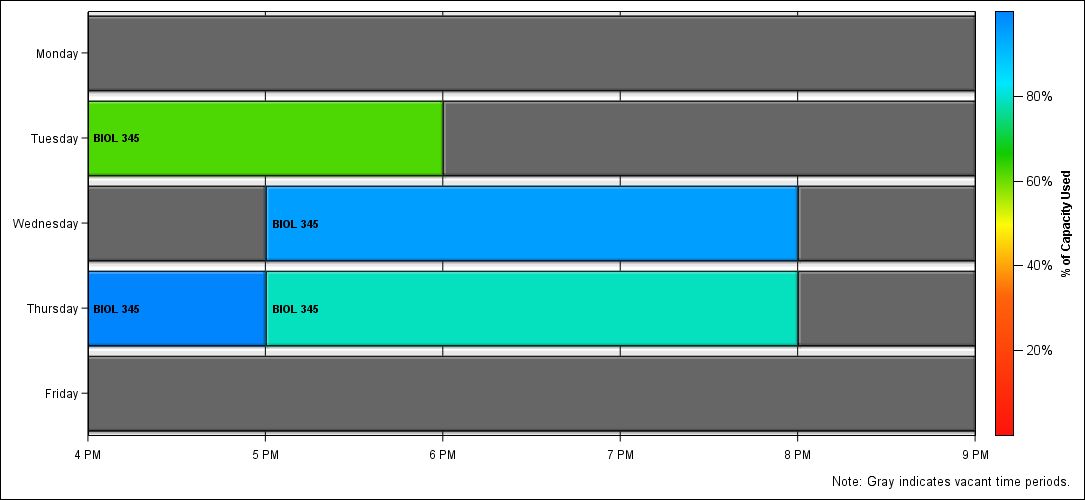 Monday
Tuesday
BIOL 345
Wednesday
BIOL 345
Thursday
BIOL 345
BIOL 345
Friday
4 PM
5 PM
6 PM
7 PM
8 PM
9 PM
80%
60%
40%
20%
% of Capacity Used
Note: Gray indicates vacant time periods.